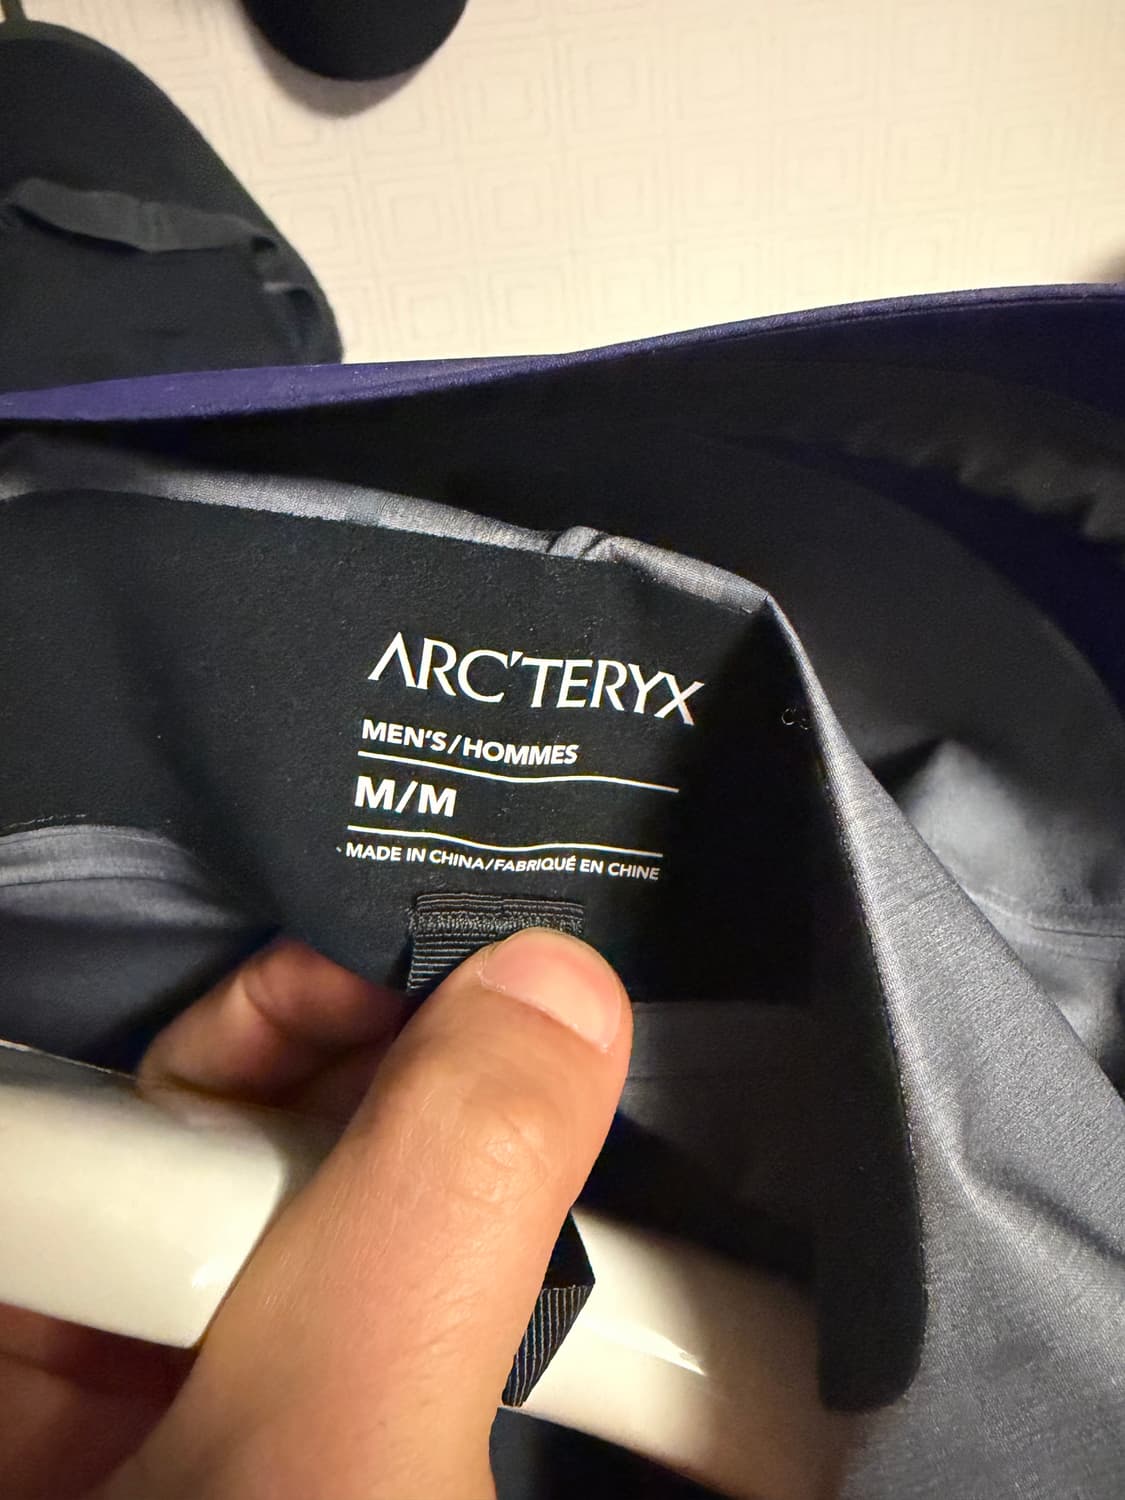 ARC'TERYX
MEN'S/HOMMES
M/M
MADE IN CHINA/FABRIQUÉ EN CHINE